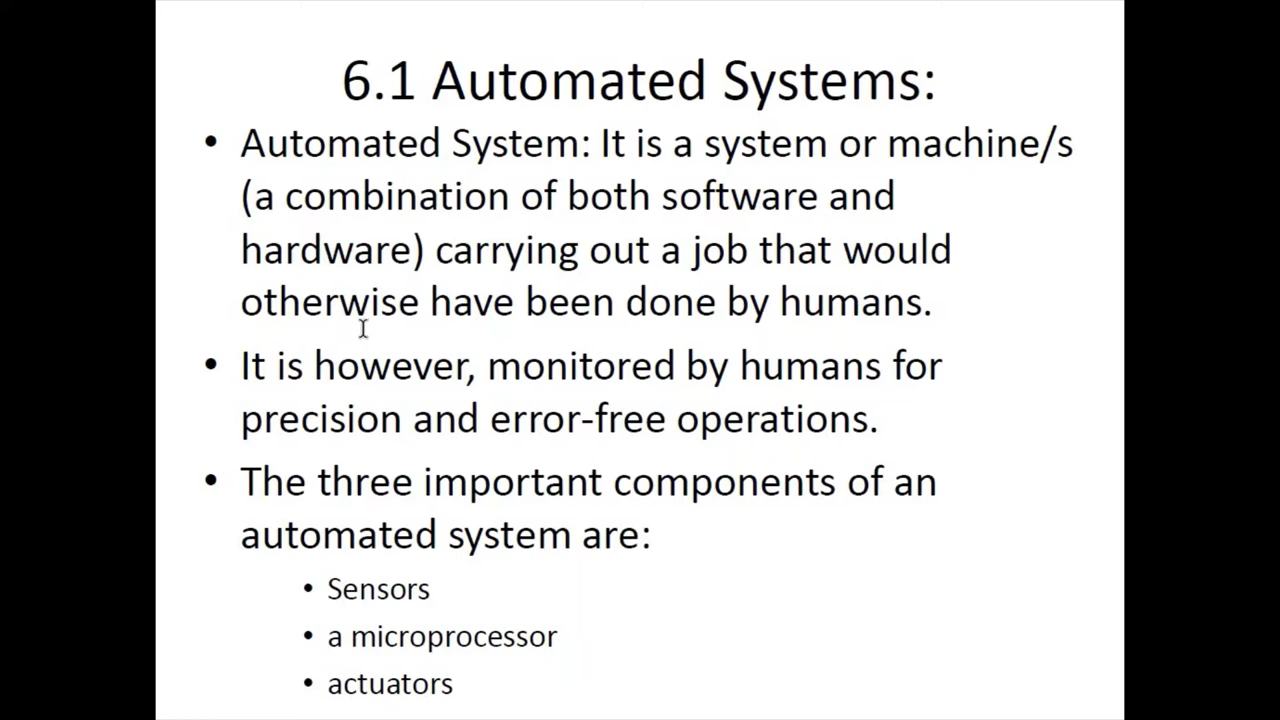 6.1 Automated Systems:
• Automated System: It is a system or machine/s
(a combination of both software and
hardware) carrying out a job that would
otherwise have been done by humans.
• It is however, monitored by humans for
precision and error-free operations.
• The three important components of an
automated system are:
• Sensors
• a microprocessor
• actuators